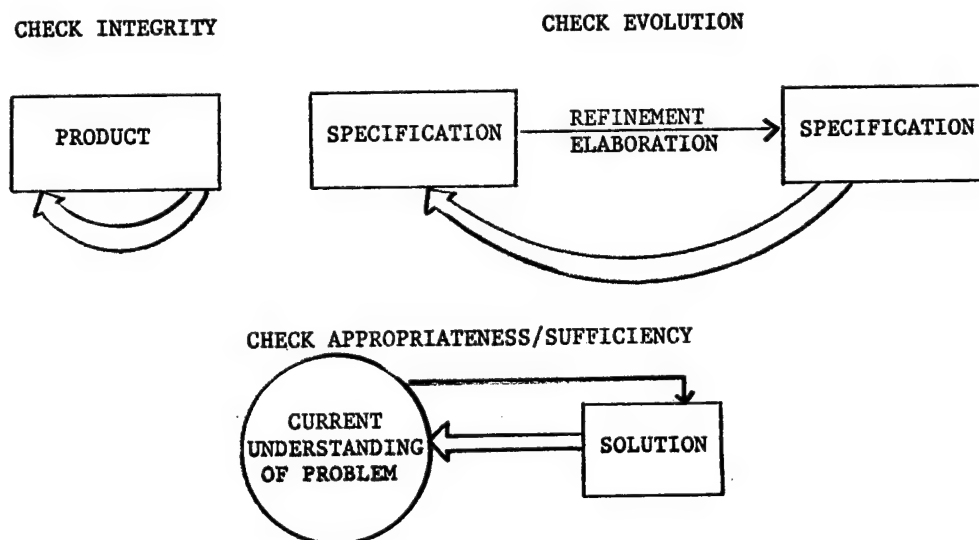 CHECK INTEGRITY
CHECK EVOLUTION
PRODUCT
SPECIFICATION
REFINEMENT
ELABORATION
SPECIFICATION
CHECK APPROPRIATENESS/SUFFICIENCY
CURRENT
UNDERSTANDING
OF PROBLEM
SOLUTION